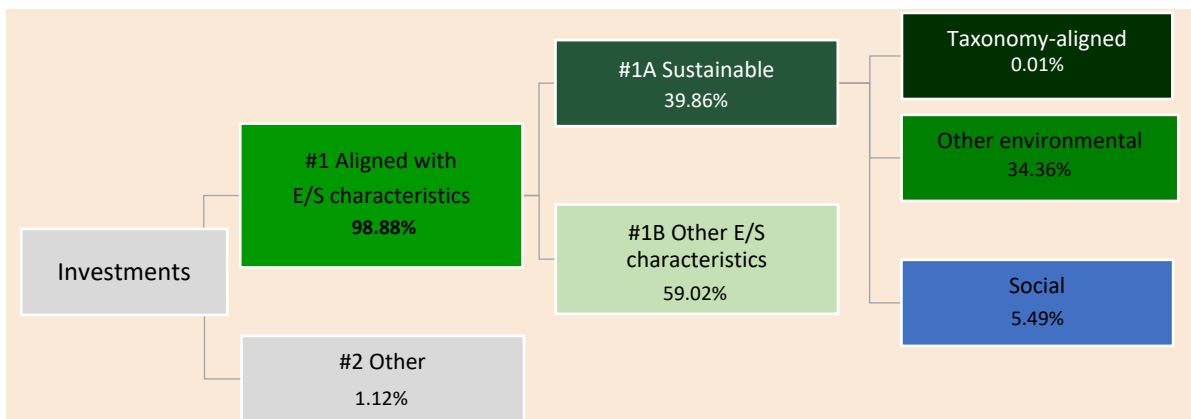 Investments
#1 Aligned with
E/S characteristics
98.88%
#2 Other
1.12%
#1A Sustainable
39.86%
#1B Other E/S
characteristics
59.02%
Taxonomy-aligned
0.01%
Other environmental
34.36%
Social
5.49%